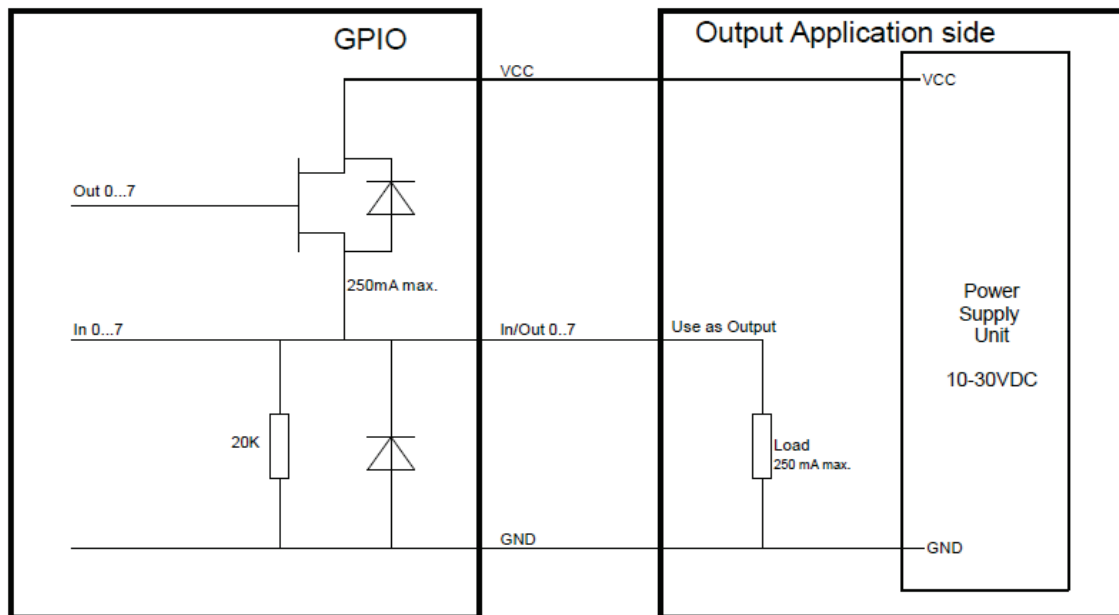 GPIO
Output Application side
VCC
VCC
Out 0...7
250mA max.
In 0...7
In/Out 0..7
Use as Output
Power
Supply
Unit
10-30VDC
20K
Load
250 mA max.
GND
GND